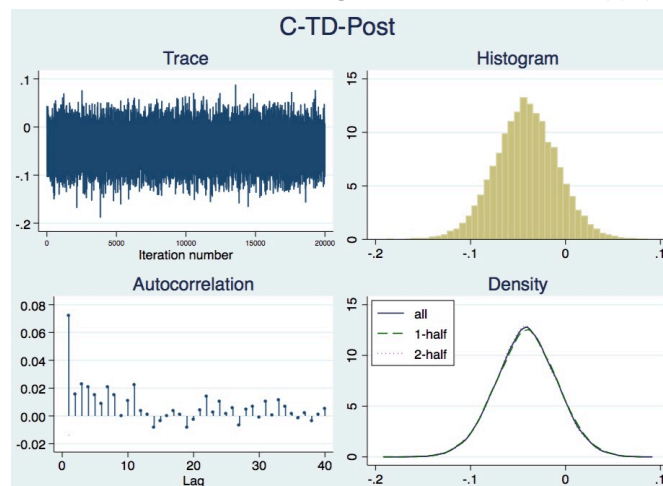 C-TD-Post
Trace
.1
0
-.1
-.2
0 5000 10000 15000 20000
Iteration number
Histogram
15
10
5
0
-.2 -.1 0 .1
Autocorrelation
0.08
0.06
0.04
0.02
0.00
-0.02
0 10 20 30 40
Lag
Density
all
1-half
2-half
15
10
5
0
-.2 -.1 0 .1